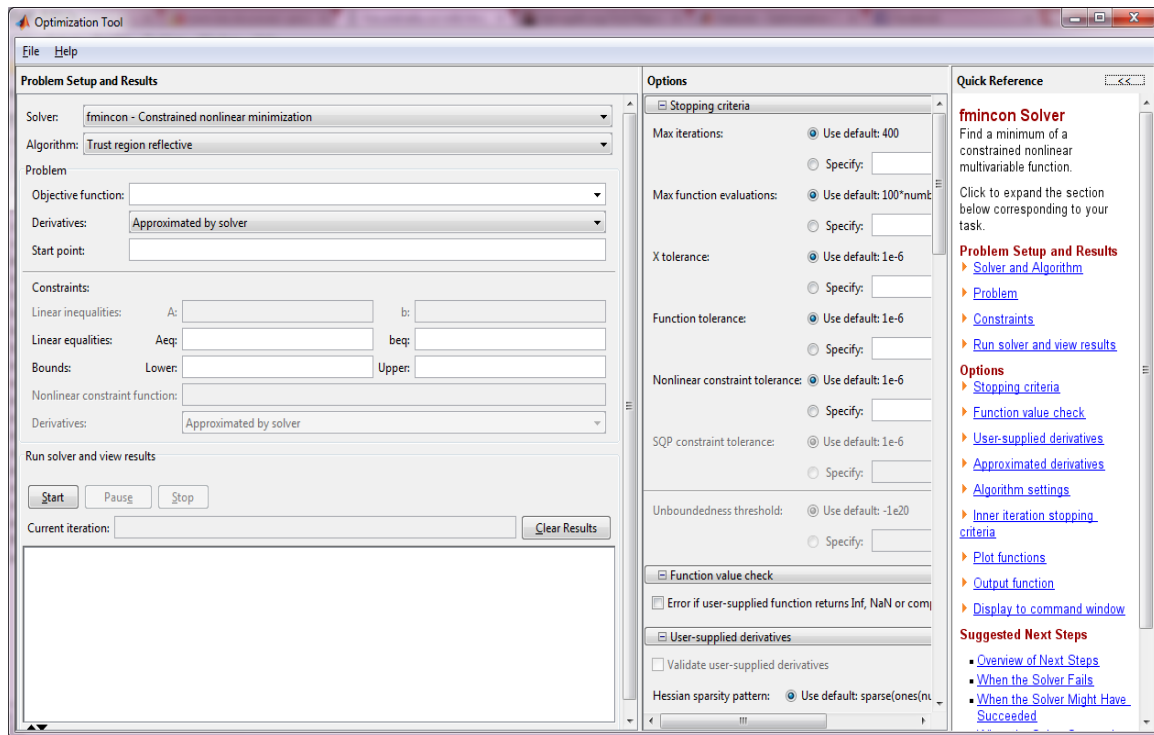 Optimization Tool
File Help
Problem Setup and Results
Solver: fmincon - Constrained nonlinear minimization
Algorithm: Trust region reflective
Problem
Objective function:
Derivatives: Approximated by solver
Start point:
Constraints:
Linear inequalities: A: b:
Linear equalities: Aeq: beq:
Bounds: Lower: Upper:
Nonlinear constraint function:
Derivatives: Approximated by solver
Run solver and view results
Start Pause Stop
Current iteration: Clear Results
Options
Stopping criteria
Max iterations: Use default: 400
Specify:
Max function evaluations: Use default: 100*numb
Specify:
X tolerance: Use default: 1e-6
Specify:
Function tolerance: Use default: 1e-6
Specify:
Nonlinear constraint tolerance: Use default: 1e-6
Specify:
SQP constraint tolerance: Use default: 1e-6
Specify:
Unboundedness threshold: Use default: -1e20
Specify:
Function value check
Error if user-supplied function returns Inf, NaN or comp
User-supplied derivatives
Validate user-supplied derivatives
Hessian sparsity pattern: Use default: sparse(ones(nu
Quick Reference <<
fmincon Solver
Find a minimum of a
constrained nonlinear
multivariable function.
Click to expand the section
below corresponding to your
task.
Problem Setup and Results
Solver and Algorithm
Problem
Constraints
Run solver and view results
Options
Stopping criteria
Function value check
User-supplied derivatives
Approximated derivatives
Algorithm settings
Inner iteration stopping
criteria
Plot functions
Output function
Display to command window
Suggested Next Steps
Overview of Next Steps
When the Solver Fails
When the Solver Might Have
Succeeded